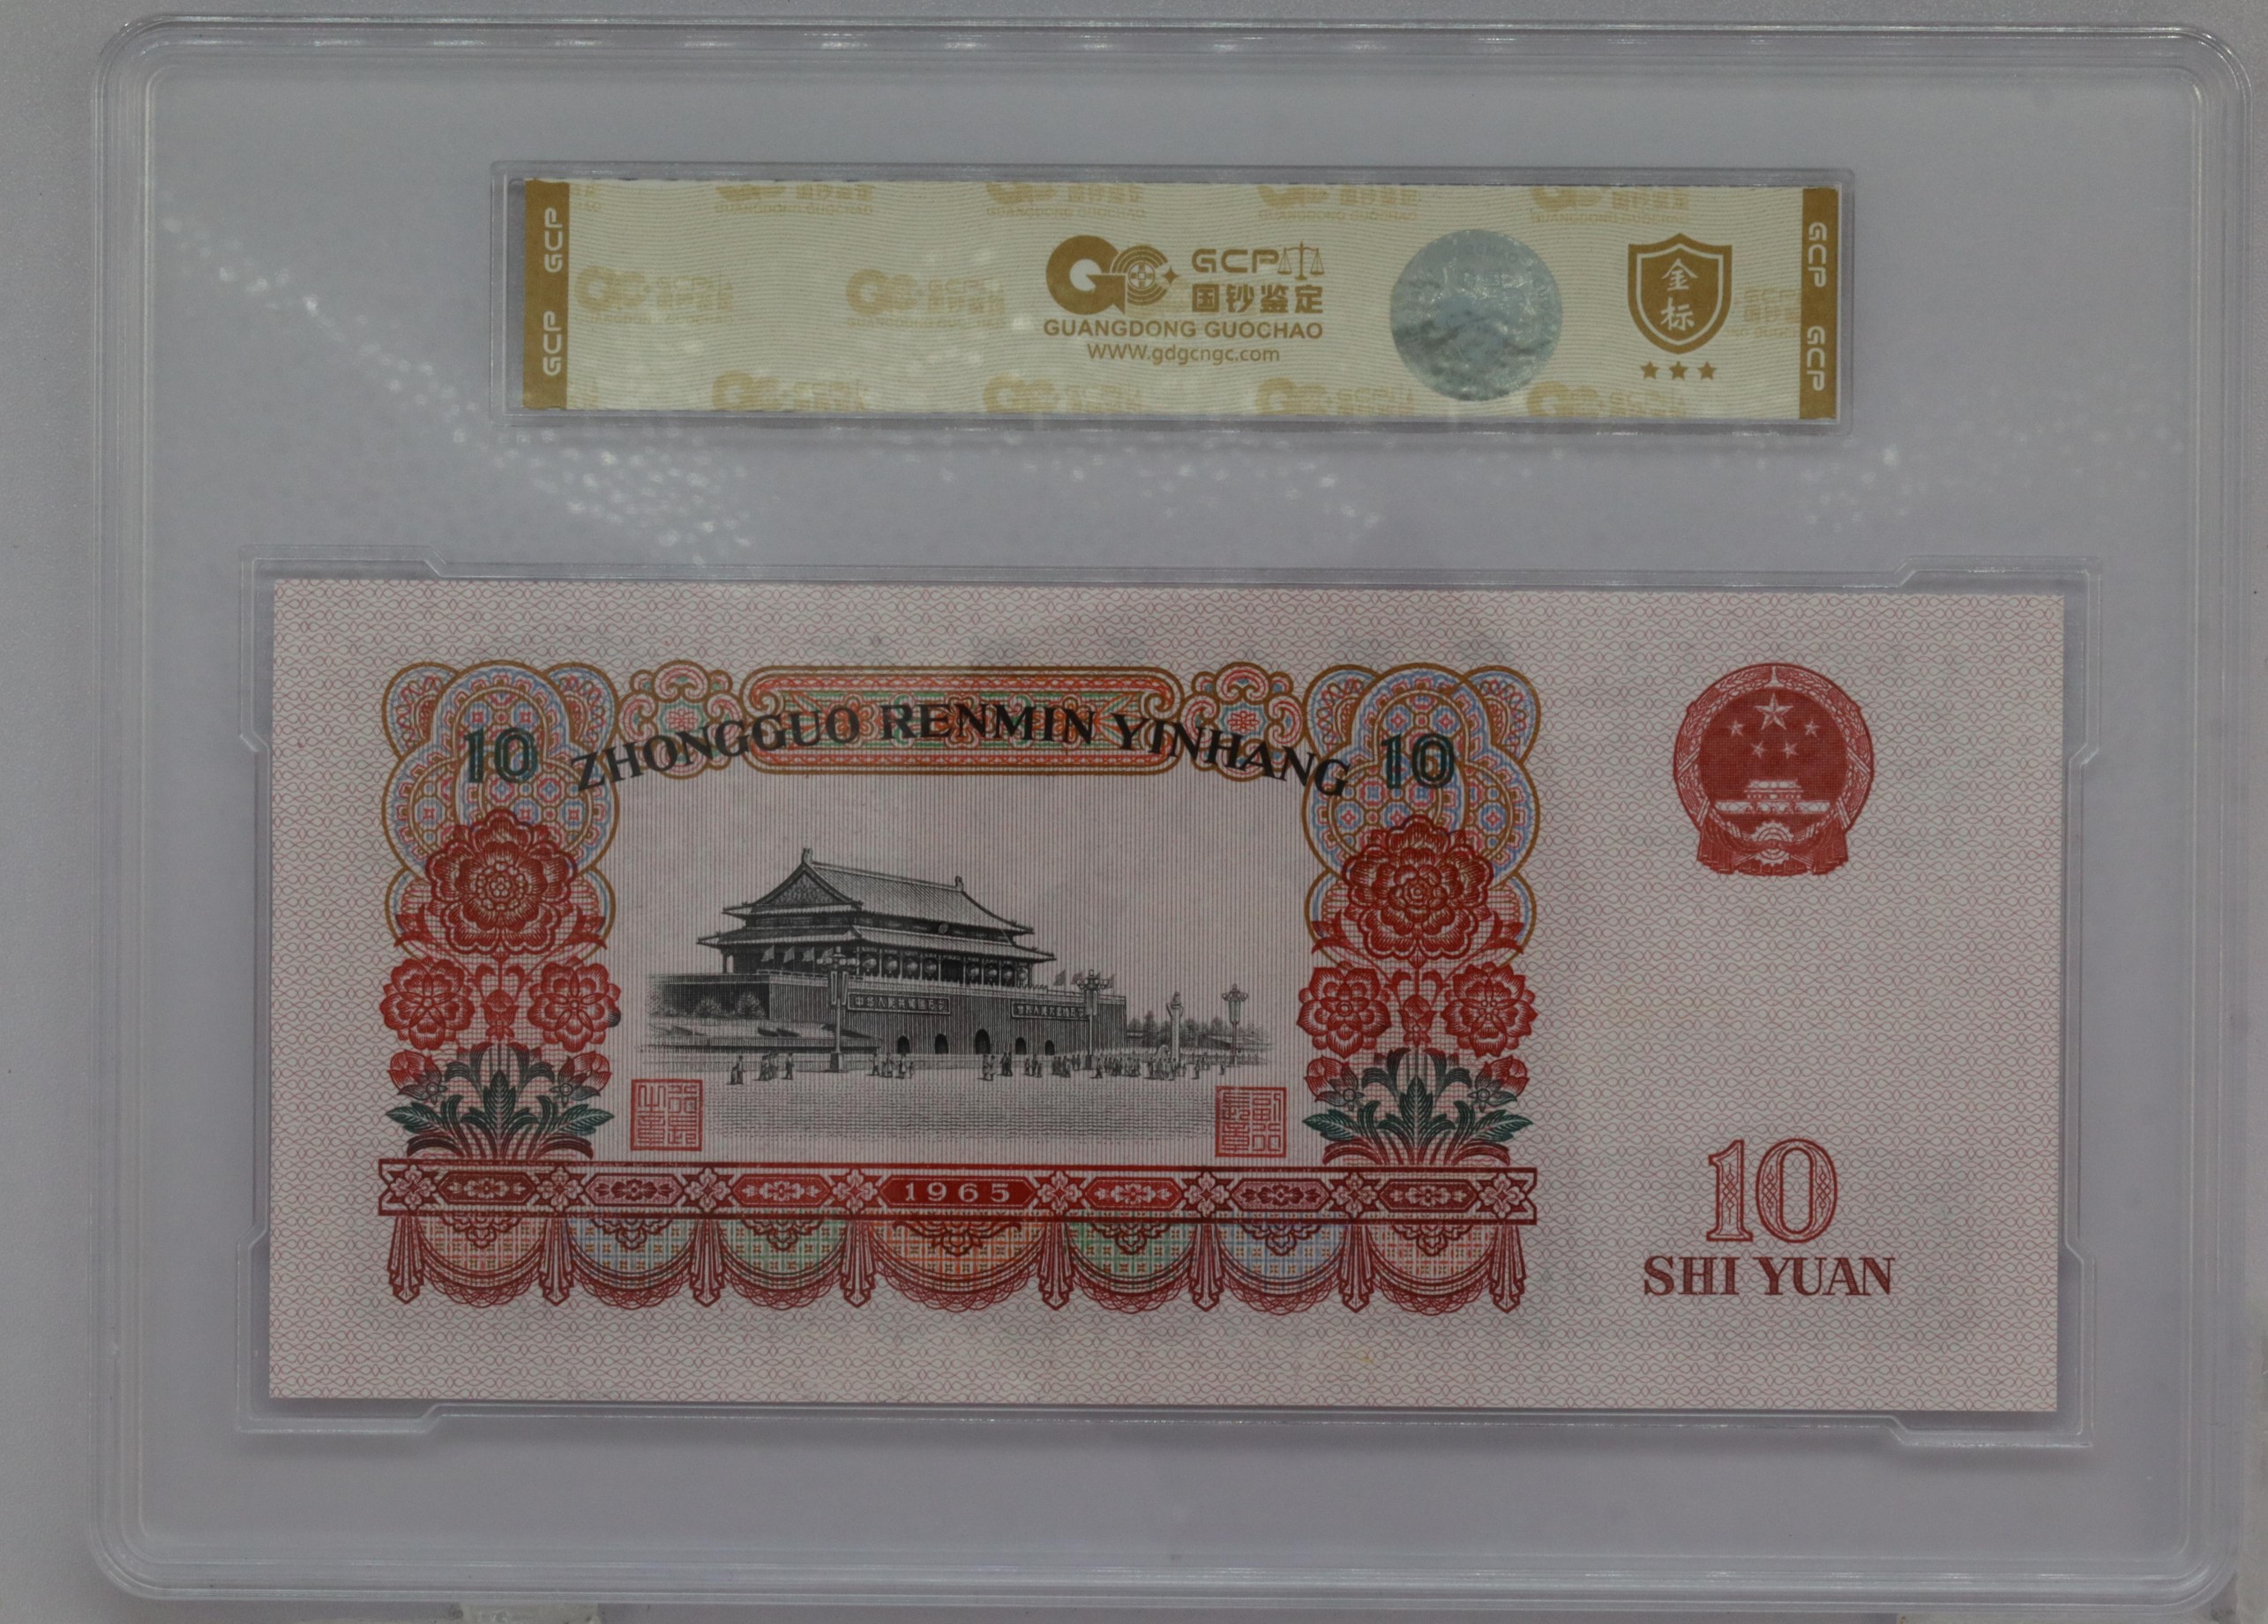 GCP
GCP
GCP
国钞鉴定
GUANGDONG GUOCHAO
WWW.gdgcngc.com
金标
GCP
GCP
ZHONGGUO RENMIN YINHANG
10
10
1965
10
SHI YUAN